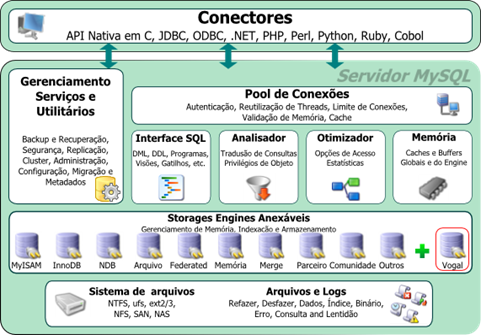 Conectores
API Nativa em C, JDBC, ODBC, .NET, PHP, Perl, Python, Ruby, Cobol
Servidor MySQL
Gerenciamento
Serviços e
Utilitários
Backup e Recuperação,
Segurança, Replicação,
Cluster, Administração,
Configuração, Migração e
Metadados
Pool de Conexões
Autenticação, Reutilização de Threads, Limite de Conexões,
Validação de Memória, Cache
Interface SQL
DML, DDL, Programas,
Visões, Gatilhos, etc.
Analisador
Tradusão de Consultas
Privilégios de Objeto
Otimizador
Opções de Acesso
Estatísticas
Memória
Caches e Buffers
Globais e do Engine
Storages Engines Anexáveis
Gerenciamento de Memória, Indexação e Armazenamento
MyISAM
InnoDB
NDB
Arquivo
Federated
Memória
Merge
Parceiro
Comunidade
Outros
Vogal
Sistema de arquivos
NTFS, ufs, ext2/3,
NFS, SAN, NAS
Arquivos e Logs
Refazer, Desfazer, Dados, Índice, Binário,
Erro, Consulta and Lentidão